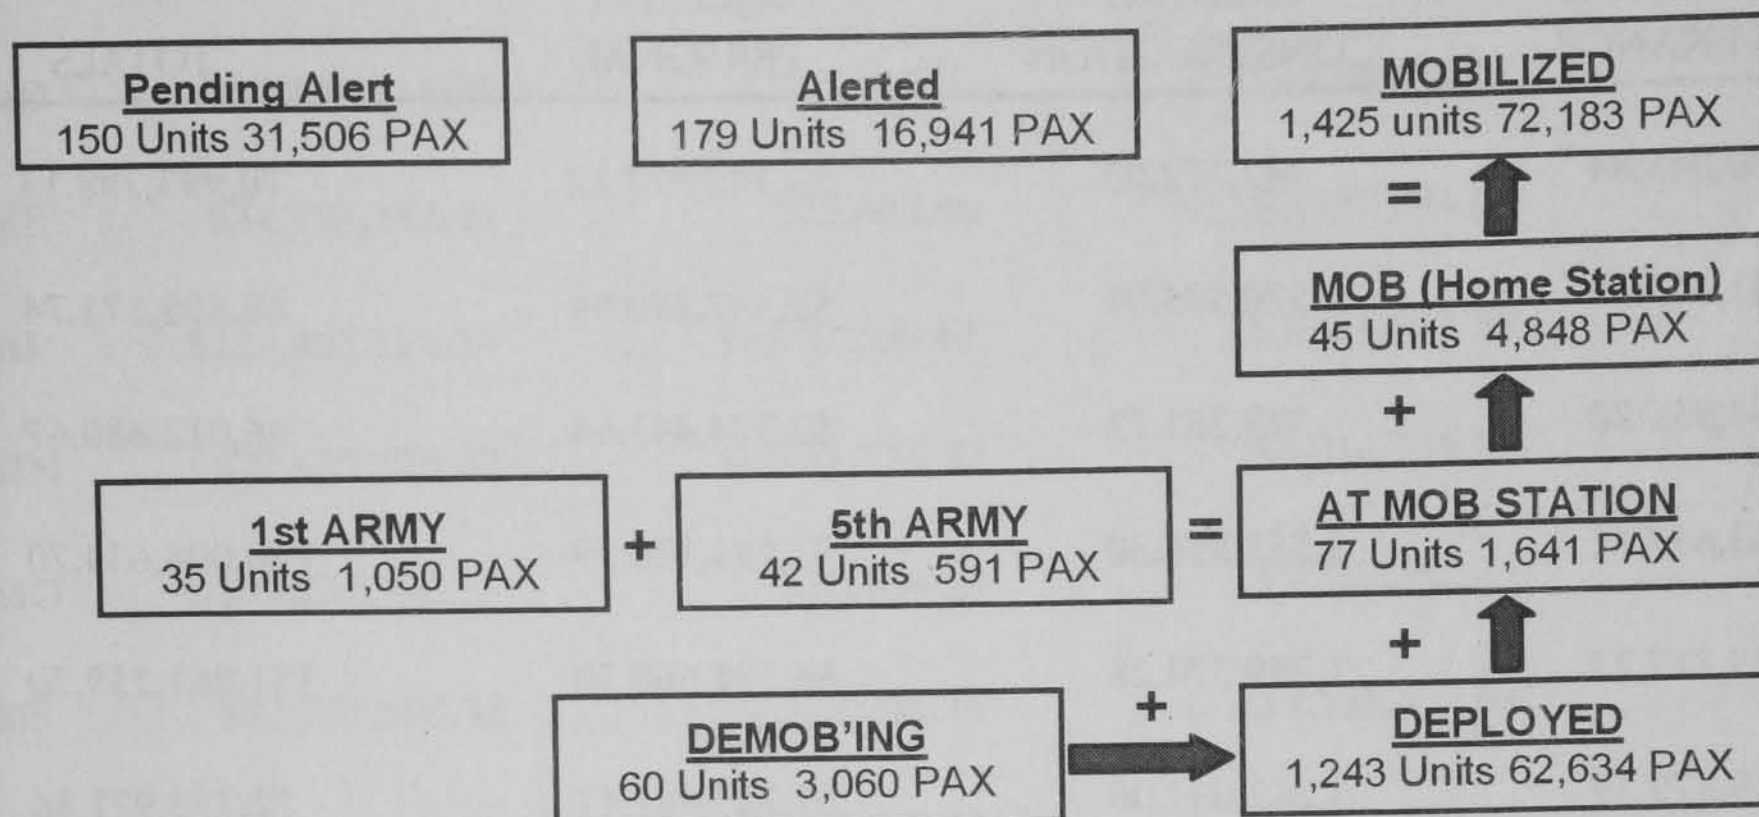 Pending Alert
150 Units 31,506 PAX
Alerted
179 Units 16,941 PAX
MOBILIZED
1,425 units 72,183 PAX
=
MOB (Home Station)
45 Units 4,848 PAX
+
1st ARMY
35 Units 1,050 PAX
+
5th ARMY
42 Units 591 PAX
=
AT MOB STATION
77 Units 1,641 PAX
+
DEMOB'ING
60 Units 3,060 PAX
+
DEPLOYED
1,243 Units 62,634 PAX